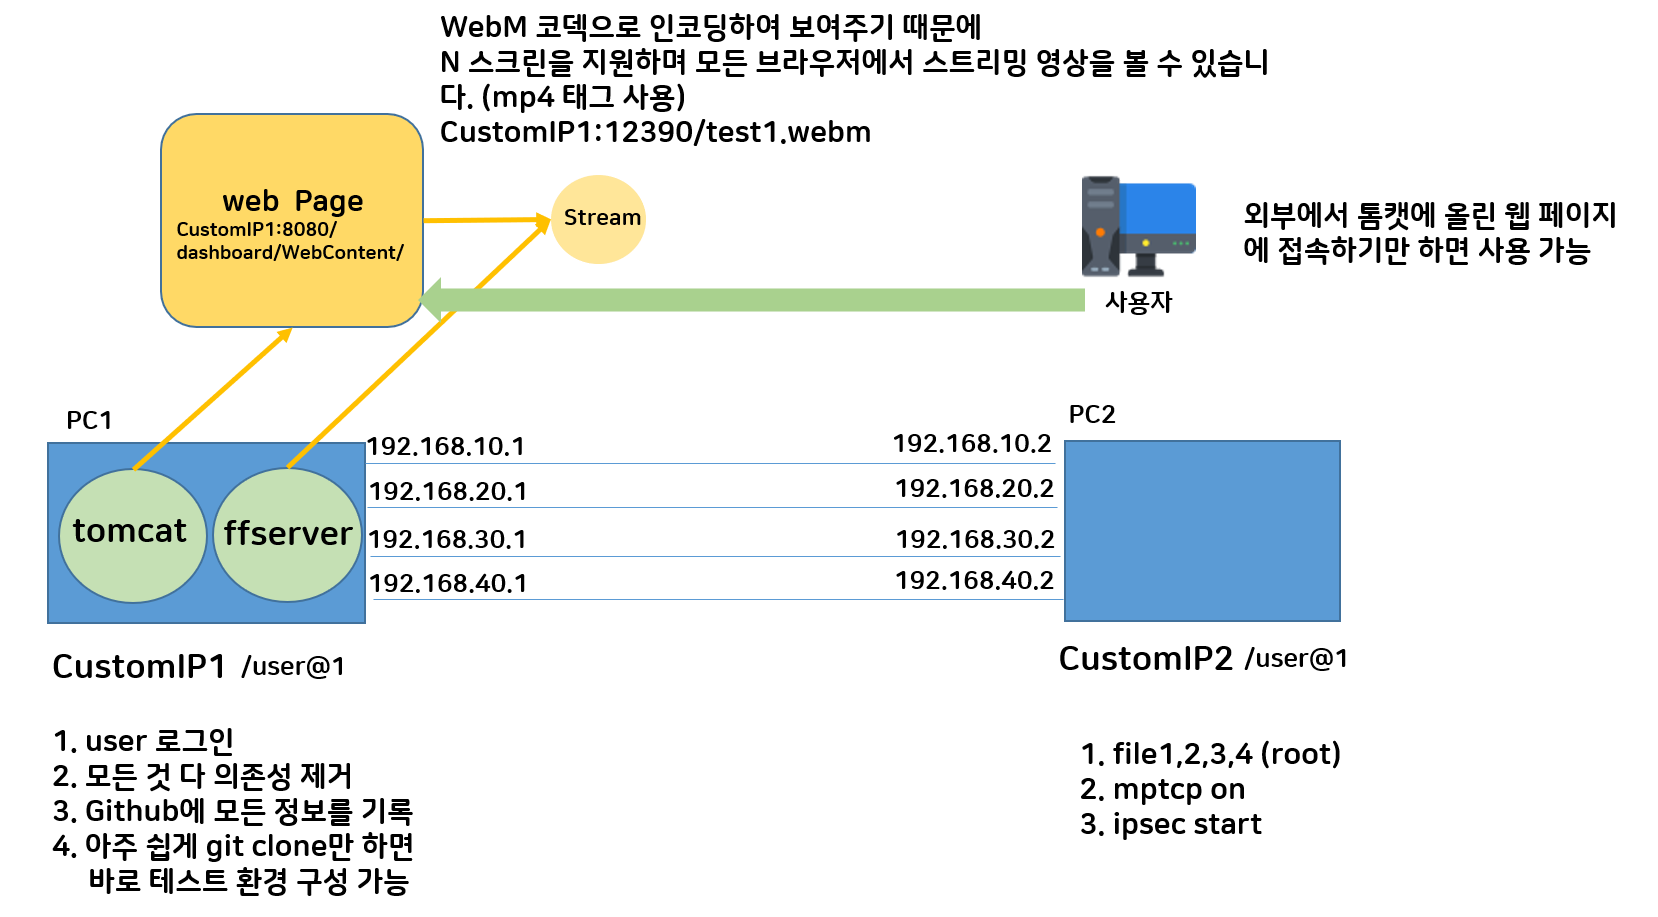 WebM 코덱으로 인코딩하여 보여주기 때문에
N 스크린을 지원하며 모든 브라우저에서 스트리밍 영상을 볼 수 있습니
다. (mp4 태그 사용)
CustomIP1:12390/test1.webm
web Page
CustomIP1:8080/
dashboard/WebContent/
Stream
외부에서 톰캣에 올린 웹 페이지
에 접속하기만 하면 사용 가능
사용자
PC1
PC2
192.168.10.1
192.168.10.2
192.168.20.1
192.168.20.2
tomcat
ffserver
192.168.30.1
192.168.30.2
192.168.40.1
192.168.40.2
CustomIP1 /user@1
CustomIP2 /user@1
1. user 로그인
2. 모든 것 다 의존성 제거
3. Github에 모든 정보를 기록
4. 아주 쉽게 git clone만 하면
바로 테스트 환경 구성 가능
1. file1,2,3,4 (root)
2. mptcp on
3. ipsec start